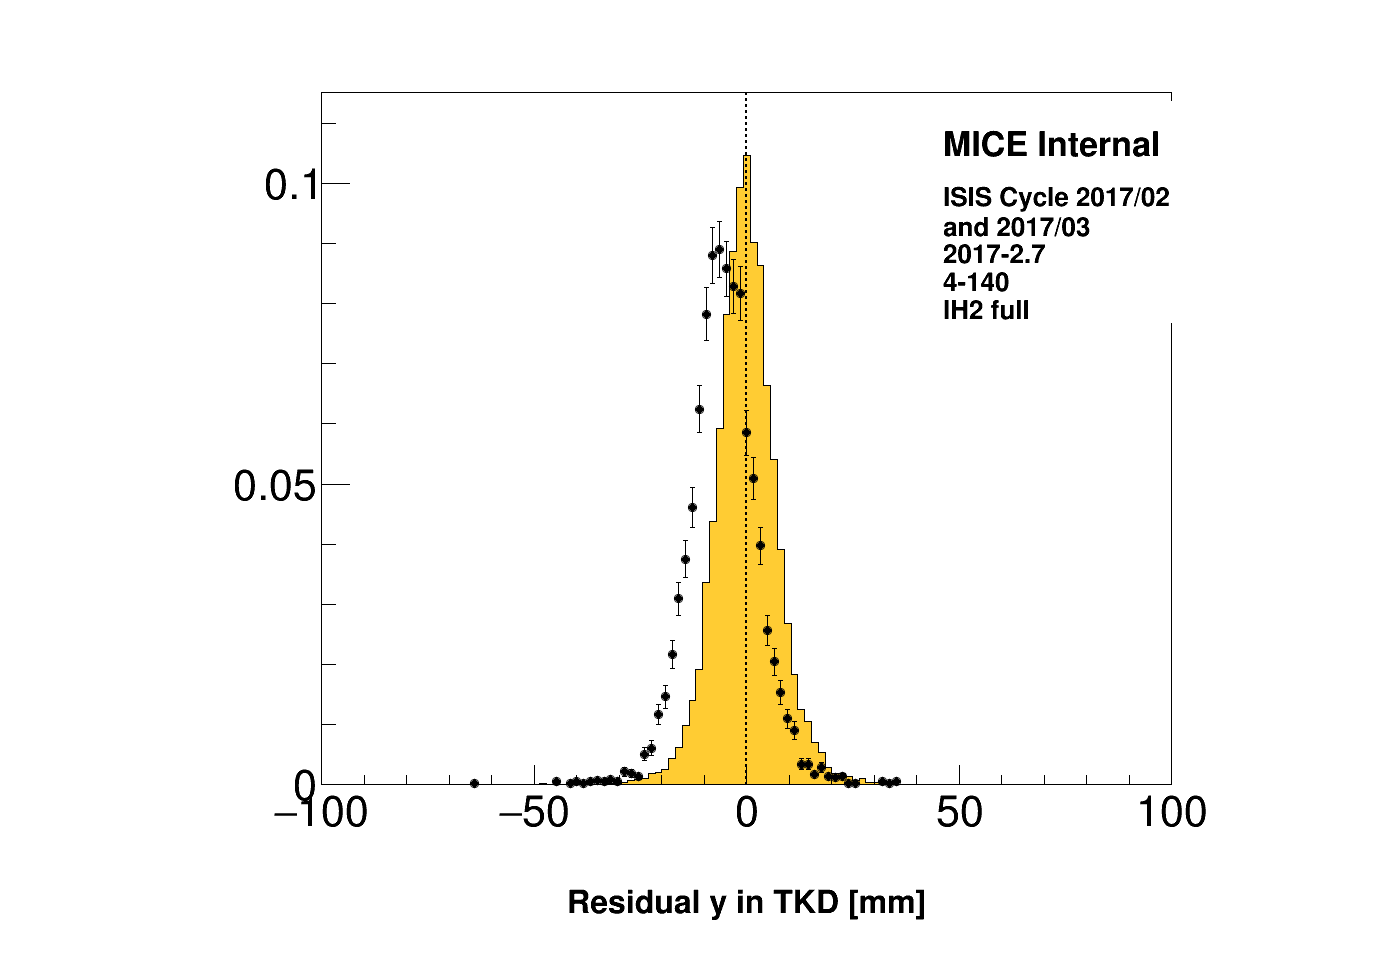 MICE Internal
ISIS Cycle 2017/02
and 2017/03
2017-2.7
4-140
IH2 full
0.1
0.05
0
−100 −50 0 50 100
Residual y in TKD [mm]